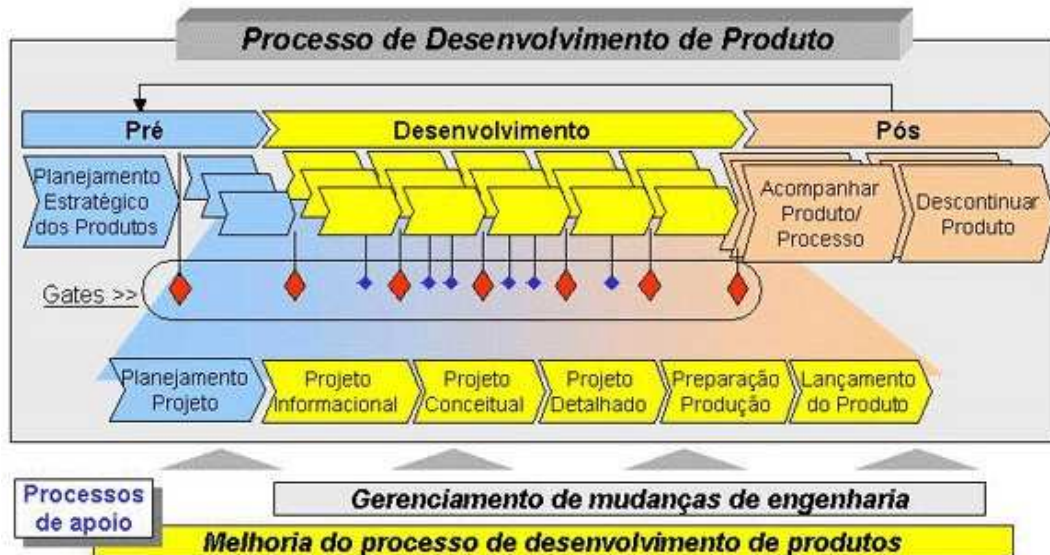 Processo de Desenvolvimento de Produto
Pré
Desenvolvimento
Pós
Planejamento
Estratégico
dos Produtos
Acompanhar
Produto/
Processo
Descontinuar
Produto
Gates >>
Planejamento
Projeto
Projeto
Informacional
Projeto
Conceitual
Projeto
Detalhado
Preparação
Produção
Lançamento
do Produto
Processos
de apoio
Gerenciamento de mudanças de engenharia
Melhoria do processo de desenvolvimento de produtos